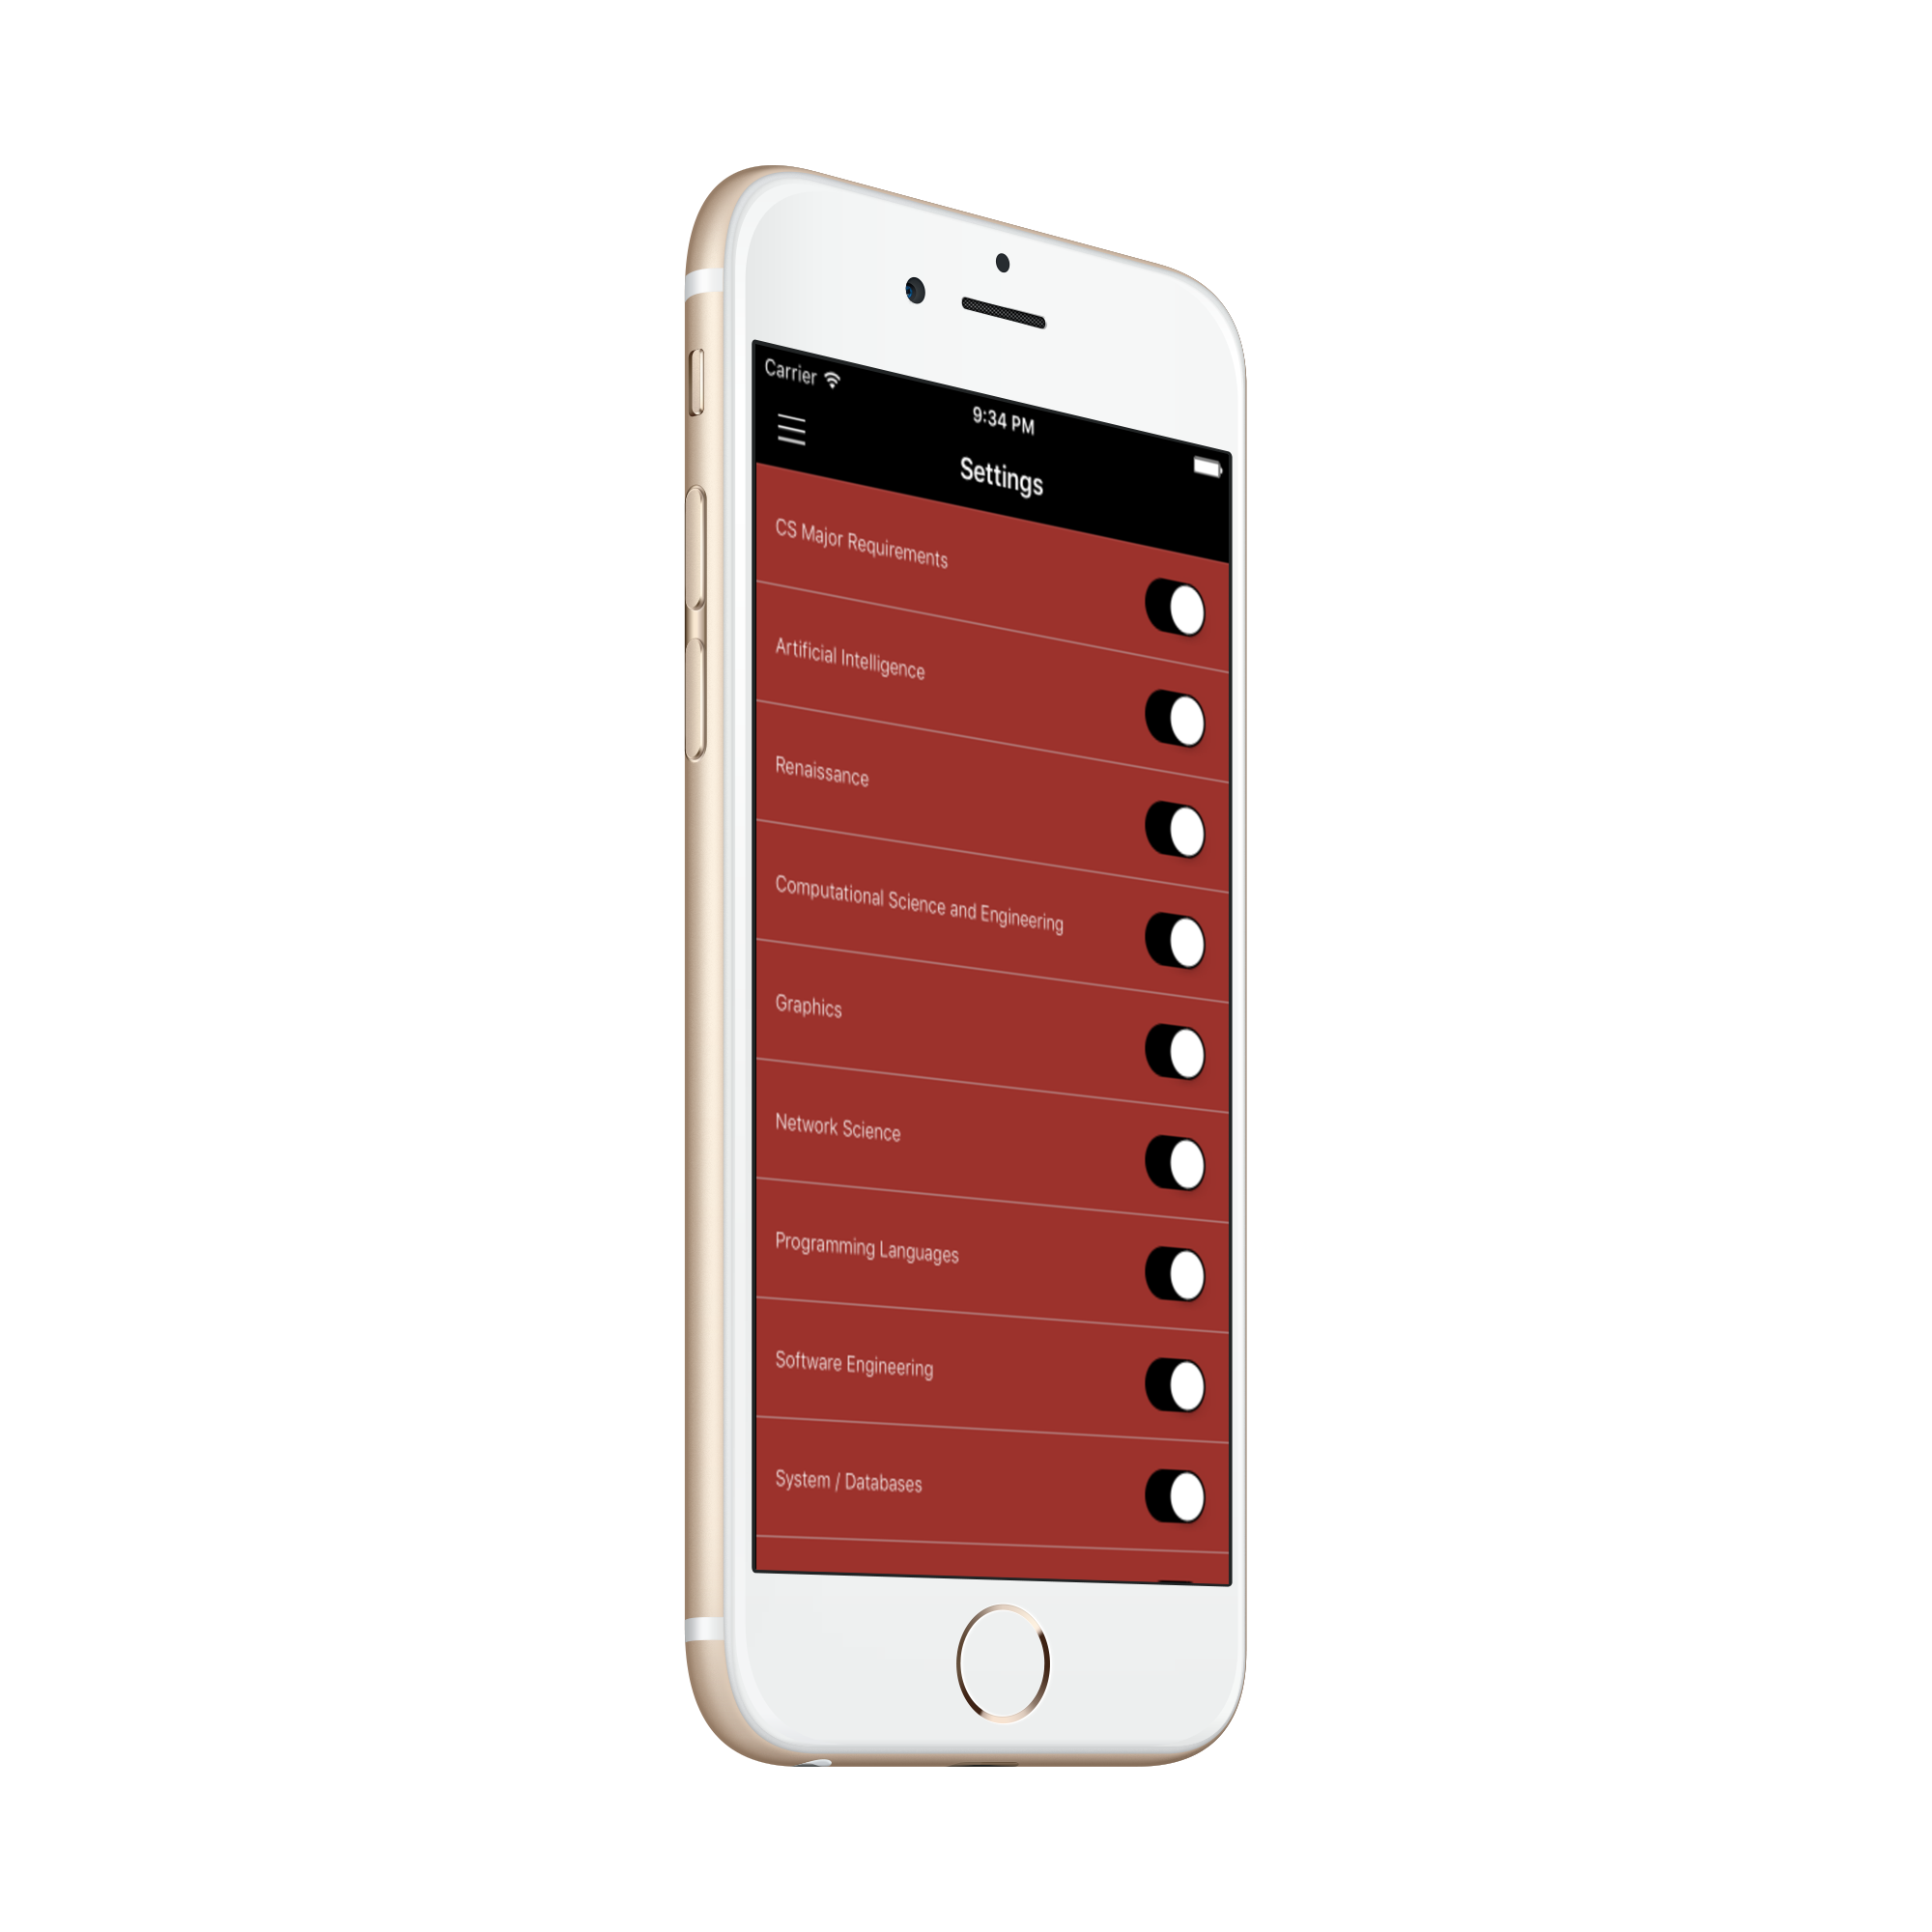 Carrier
9:34 PM
Settings
CS Major Requirements
Artificial Intelligence
Renaissance
Computational Science and Engineering
Graphics
Network Science
Programming Languages
Software Engineering
System / Databases